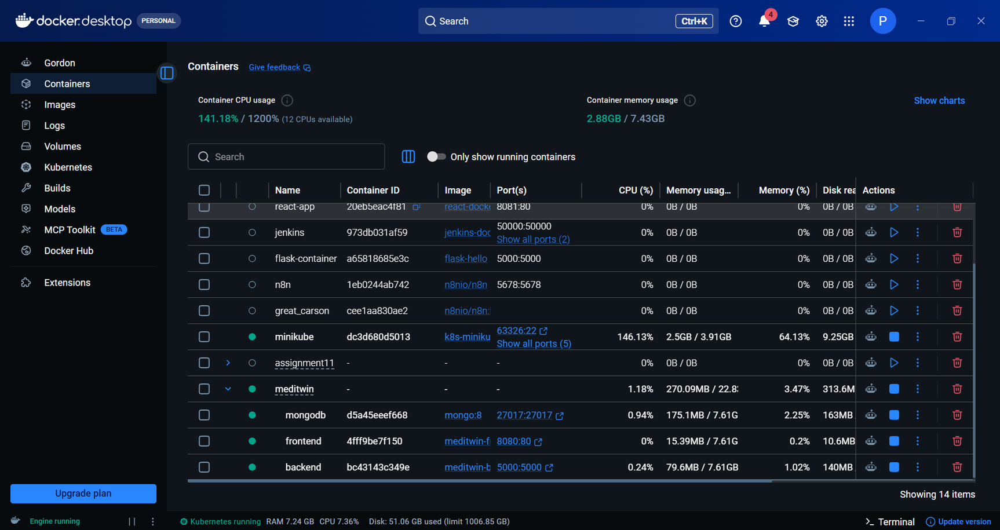 docker.desktop PERSONAL Search Ctrl+K 4 P
Gordon
Containers
Images
Logs
Volumes
Kubernetes
Builds
Models
MCP Toolkit BETA
Docker Hub
Extensions
Upgrade plan
Containers Give feedback
Container CPU usage
141.18% / 1200% (12 CPUs available)
Container memory usage
2.88GB / 7.43GB
Show charts
Search Only show running containers
Name Container ID Image Port(s) CPU (%) Memory usag... Memory (%) Disk rea Actions
react-app 20eb5eac4f81 react-docke 8081:80 0% 0B / 0B 0% 0B / 0B
jenkins 973db031af59 jenkins-doc 50000:50000 0% 0B / 0B 0% 0B / 0B
Show all ports (2)
flask-container a65818685e3c flask-hello 5000:5000 0% 0B / 0B 0% 0B / 0B
n8n 1eb0244ab742 n8nio/n8n 5678:5678 0% 0B / 0B 0% 0B / 0B
great_carson cee1aa830ae2 n8nio/n8n: 0% 0B / 0B 0% 0B / 0B
minikube dc3d680d5013 k8s-miniku 63326:22 146.13% 2.5GB / 3.91GB 64.13% 9.25GB
Show all ports (5)
assignment11 - - - 0% 0B / 0B 0% 0B / 0B
meditwin - - - 1.18% 270.09MB / 22.83 3.47% 313.6M
mongodb d5a45eeef668 mongo:8 27017:27017 0.94% 175.1MB / 7.61G 2.25% 163MB
frontend 4fff9be7f150 meditwin-f 8080:80 0% 15.39MB / 7.61G 0.2% 10.6MB
backend bc43143c349e meditwin-b 5000:5000 0.24% 79.6MB / 7.61GB 1.02% 140MB
Showing 14 items
Engine running Kubernetes running RAM 7.24 GB CPU 7.36% Disk: 51.06 GB used (limit 1006.85 GB) Terminal Update version